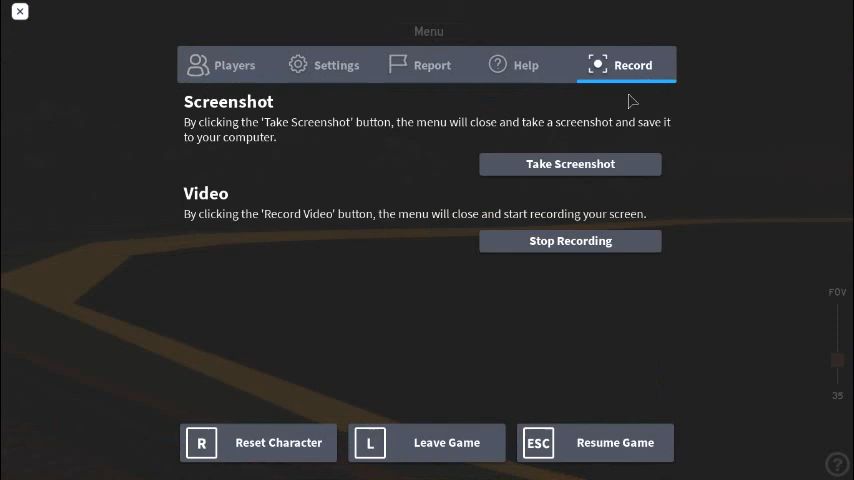 Menu
Players Settings Report Help Record
Screenshot
By clicking the 'Take Screenshot' button, the menu will close and take a screenshot and save it
to your computer.
Take Screenshot
Video
By clicking the 'Record Video' button, the menu will close and start recording your screen.
Stop Recording
FOV
35
R Reset Character L Leave Game ESC Resume Game